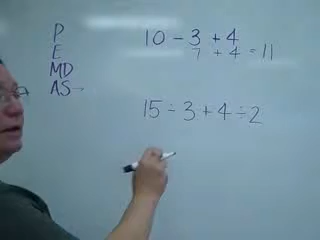 P
E
MD
AS →
10 - 3 + 4
7 + 4 = 11
15 ÷ 3 + 4 ÷ 2